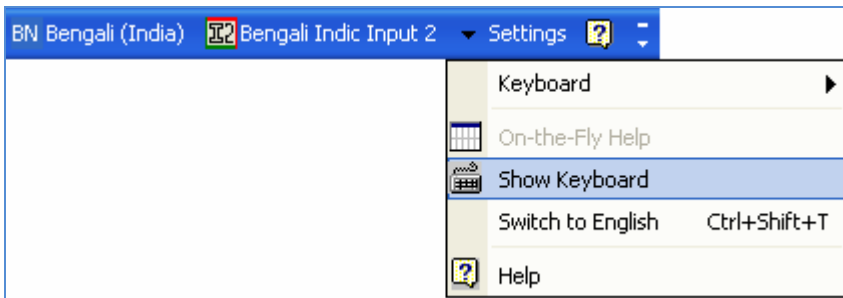 BN Bengali (India) I2 Bengali Indic Input 2 Settings ?
Keyboard
On-the-Fly Help
Show Keyboard
Switch to English Ctrl+Shift+T
? Help